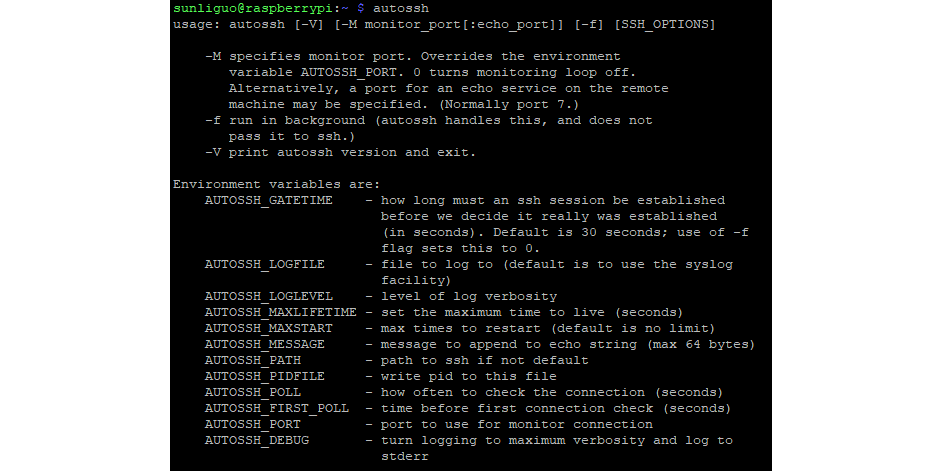 sunliguo@raspberrypi:~ $ autossh
usage: autossh [-V] [-M monitor_port[:echo_port]] [-f] [SSH_OPTIONS]

    -M specifies monitor port. Overrides the environment
       variable AUTOSSH_PORT. 0 turns monitoring loop off.
       Alternatively, a port for an echo service on the remote
       machine may be specified. (Normally port 7.)
    -f run in background (autossh handles this, and does not
       pass it to ssh.)
    -V print autossh version and exit.

Environment variables are:
    AUTOSSH_GATETIME    - how long must an ssh session be established
                          before we decide it really was established
                          (in seconds). Default is 30 seconds; use of -f
                          flag sets this to 0.
    AUTOSSH_LOGFILE     - file to log to (default is to use the syslog
                          facility)
    AUTOSSH_LOGLEVEL    - level of log verbosity
    AUTOSSH_MAXLIFETIME - set the maximum time to live (seconds)
    AUTOSSH_MAXSTART    - max times to restart (default is no limit)
    AUTOSSH_MESSAGE     - message to append to echo string (max 64 bytes)
    AUTOSSH_PATH        - path to ssh if not default
    AUTOSSH_PIDFILE     - write pid to this file
    AUTOSSH_POLL        - how often to check the connection (seconds)
    AUTOSSH_FIRST_POLL  - time before first connection check (seconds)
    AUTOSSH_PORT        - port to use for monitor connection
    AUTOSSH_DEBUG       - turn logging to maximum verbosity and log to
                          stderr